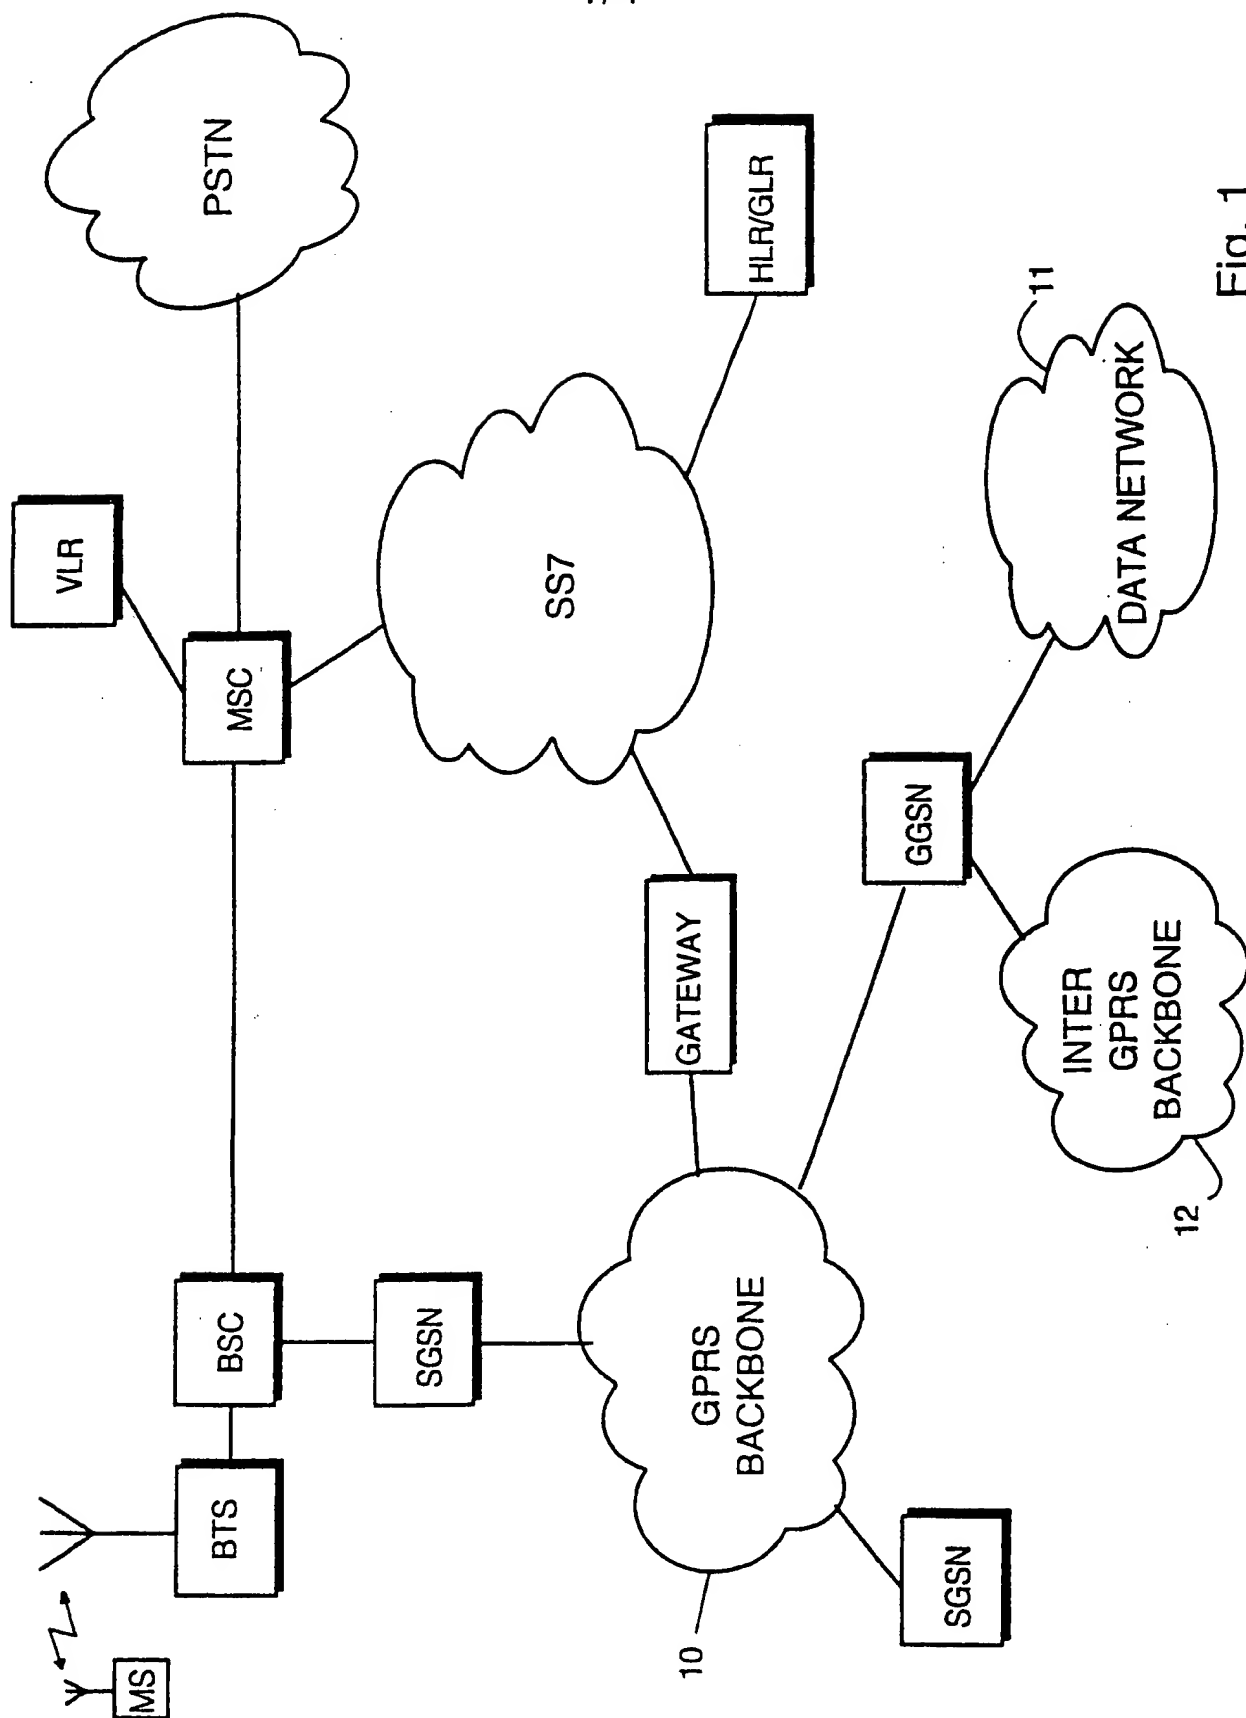 MS
BTS
BSC
MSC
VLR
PSTN
SGSN
SS7
GPRS
BACKBONE
GATEWAY
HLR/GLR
10
SGSN
GGSN
INTER
GPRS
BACKBONE
12
DATA NETWORK
11
Fig. 1